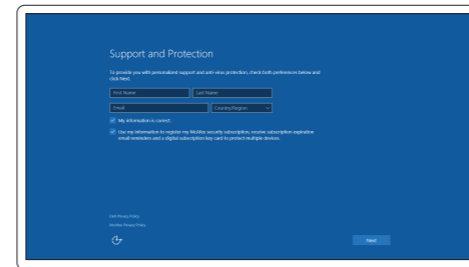 Support and Protection
To provide you with personalized support and anti-virus protection, check both preferences below and
click Next.
First Name
Last Name
Email
Country/Region
My information is correct.
Use my information to register my McAfee security subscription, receive subscription expiration
email reminders and a digital subscription key card to protect multiple devices.
Dell Privacy Policy
McAfee Privacy Policy
Next